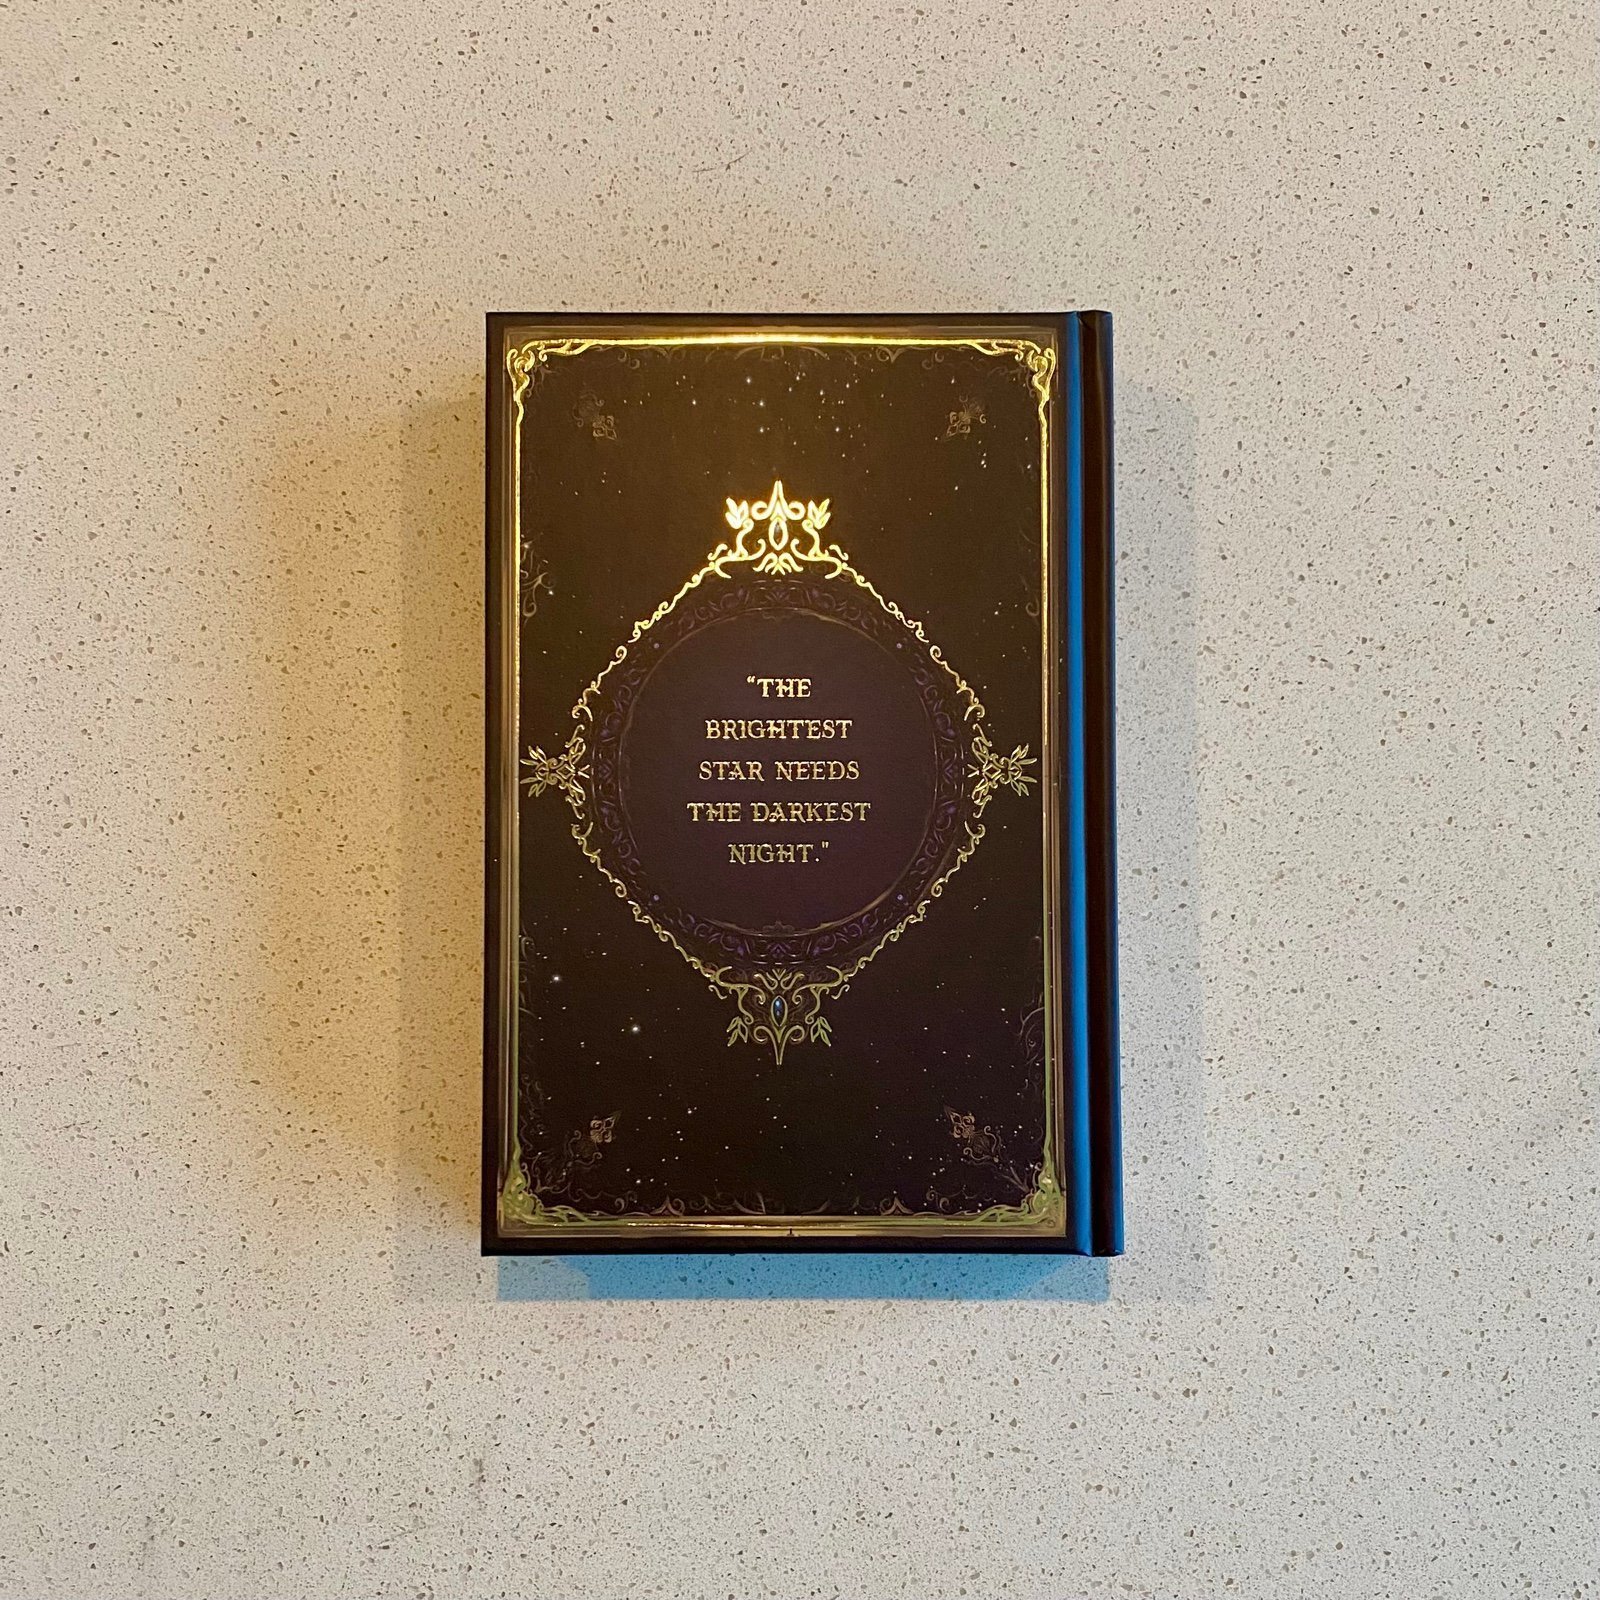 “THE
BRIGHTEST
STAR NEEDS
THE DARKEST
NIGHT."